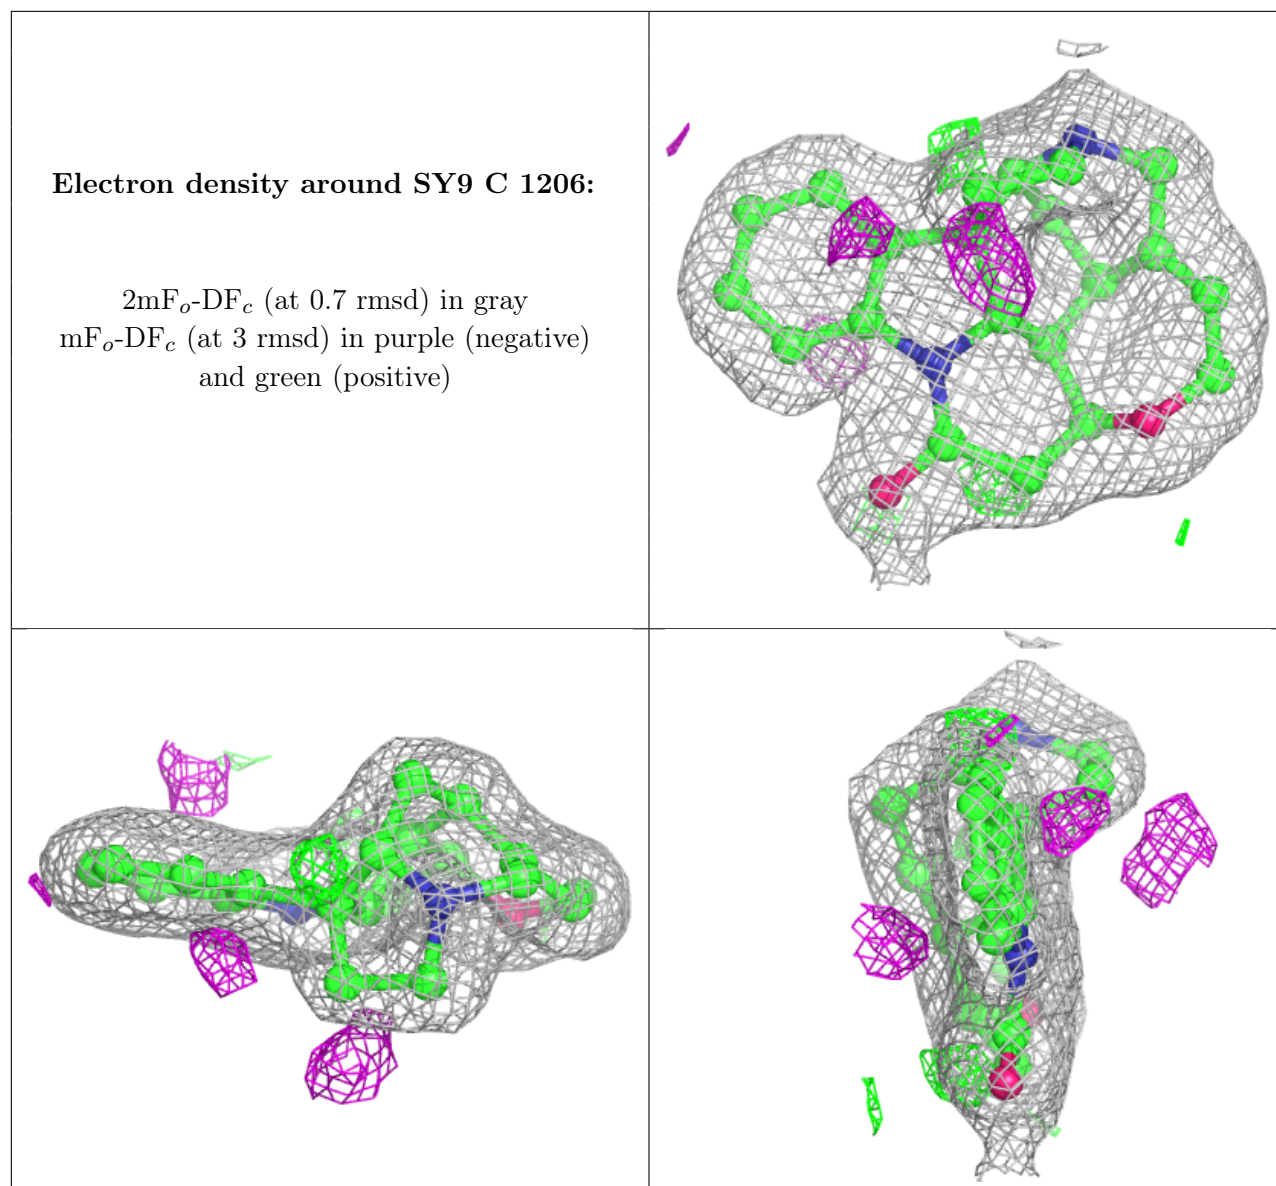 Electron density around SY9 C 1206:
2mFo-DFc (at 0.7 rmsd) in gray
mFo-DFc (at 3 rmsd) in purple (negative)
and green (positive)